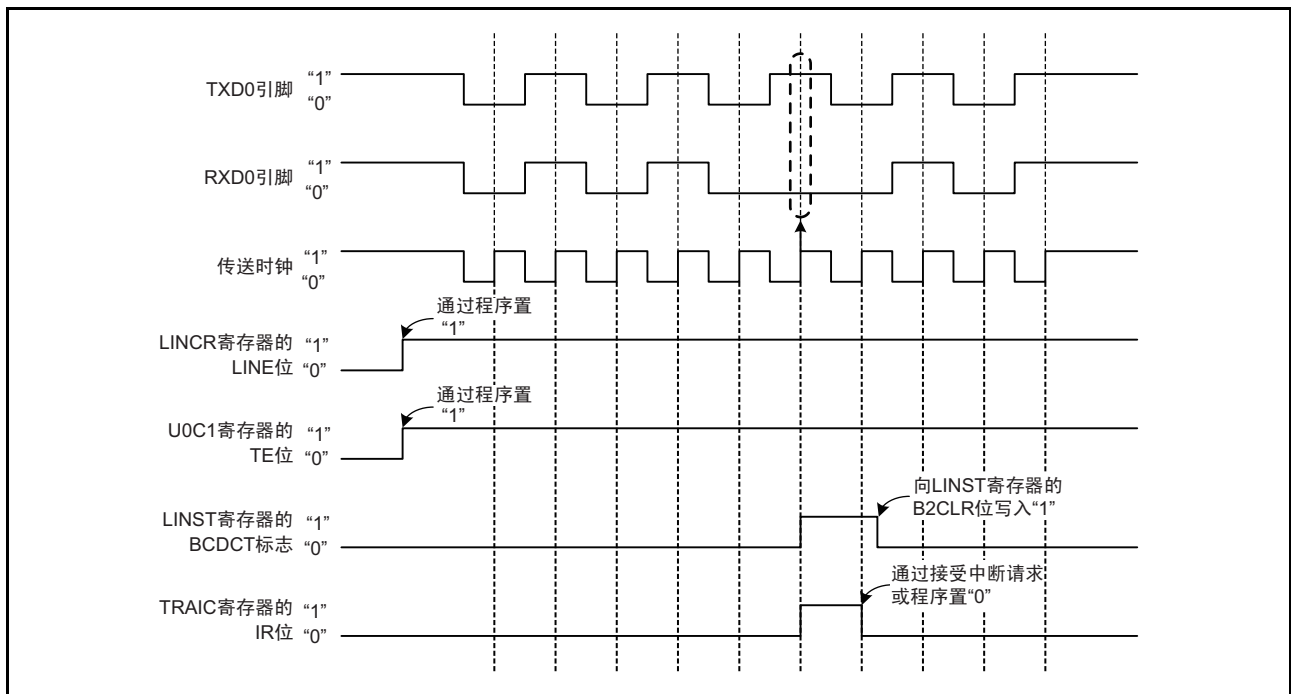 TXD0引脚 “1”
“0”
RXD0引脚 “1”
“0”
传送时钟 “1”
“0”
通过程序置
“1”
LINCR寄存器的 “1”
LINE位 “0”
通过程序置
“1”
U0C1寄存器的 “1”
TE位 “0”
向LINST寄存器的
B2CLR位写入“1”
LINST寄存器的 “1”
BCDCT标志 “0”
通过接受中断请求
或程序置“0”
TRAIC寄存器的 “1”
IR位 “0”